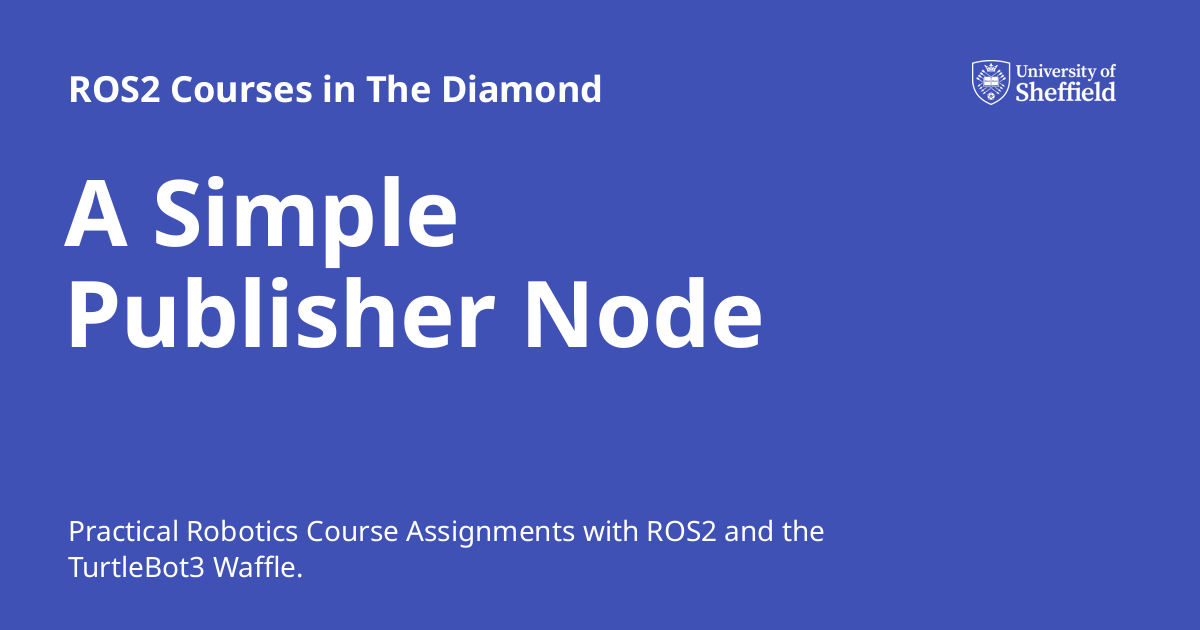 ROS2 Courses in The Diamond
University of
Sheffield
A Simple
Publisher Node
Practical Robotics Course Assignments with ROS2 and the
TurtleBot3 Waffle.